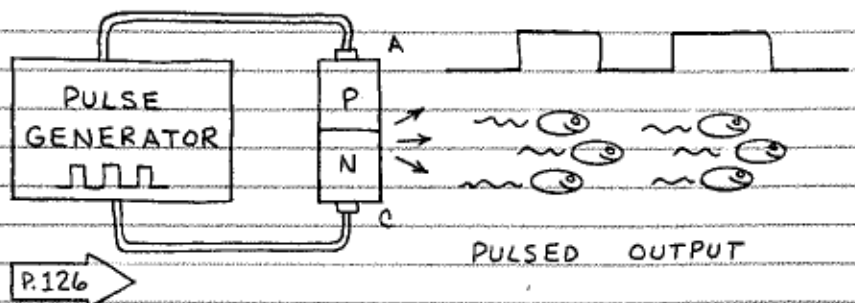 A
PULSE
GENERATOR
P
N
C
PULSED OUTPUT
P.126